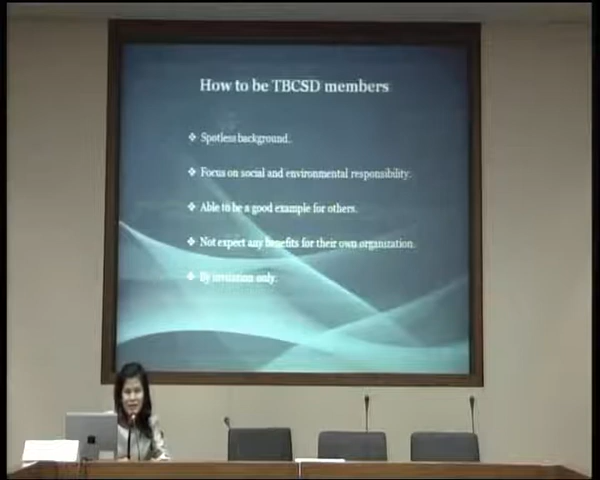 How to be TBCSD members
❖ Spotless background.
❖ Focus on social and environmental responsibility.
❖ Able to be a good example for others.
❖ Not expect any benefits for their own organization.
❖ By invitation only.